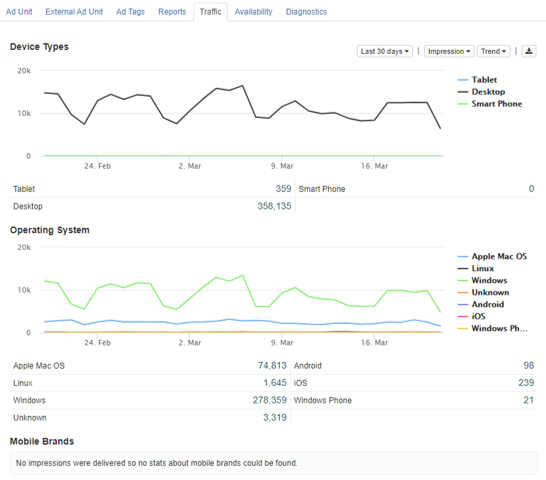 Ad Unit External Ad Unit Ad Tags Reports Traffic Availability Diagnostics
Device Types
Last 30 days | Impression Trend |
20k
10k
0
24. Feb 2. Mar 9. Mar 16. Mar
Tablet
Desktop
Smart Phone
Tablet 359 Smart Phone 0
Desktop 358,135
Operating System
20k
10k
0
24. Feb 2. Mar 9. Mar 16. Mar
Apple Mac OS
Linux
Windows
Unknown
Android
iOS
Windows Ph...
Apple Mac OS 74,813 Android 98
Linux 1,645 iOS 239
Windows 278,359 Windows Phone 21
Unknown 3,319
Mobile Brands
No impressions were delivered so no stats about mobile brands could be found.